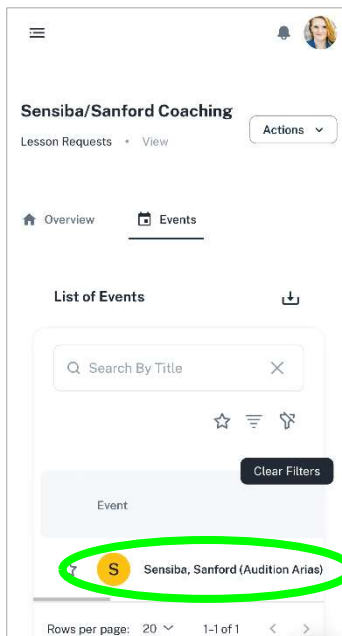 Sensiba/Sanford Coaching
Actions
Lesson Requests • View
Overview
Events
List of Events
Search By Title
Clear Filters
Event
S Sensiba, Sanford (Audition Arias)
Rows per page: 20 1-1 of 1